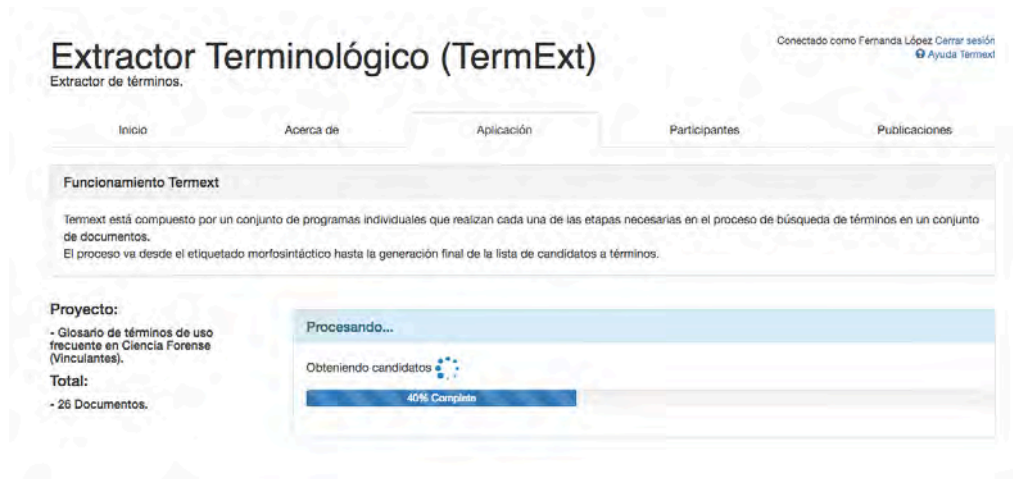 Extractor Terminológico (TermExt)
Extractor de términos.
Conectado como Fernanda López Cerrar sesión
Ayuda Termext
Inicio
Acerca de
Aplicación
Participantes
Publicaciones
Funcionamiento Termext
Termext está compuesto por un conjunto de programas individuales que realizan cada una de las etapas necesarias en el proceso de búsqueda de términos en un conjunto
de documentos.
El proceso va desde el etiquetado morfosintáctico hasta la generación final de la lista de candidatos a términos.
Proyecto:
- Glosario de términos de uso
frecuente en Ciencia Forense
(Vinculantes).
Total:
- 26 Documentos.
Procesando...
Obteniendo candidatos
40% Complete